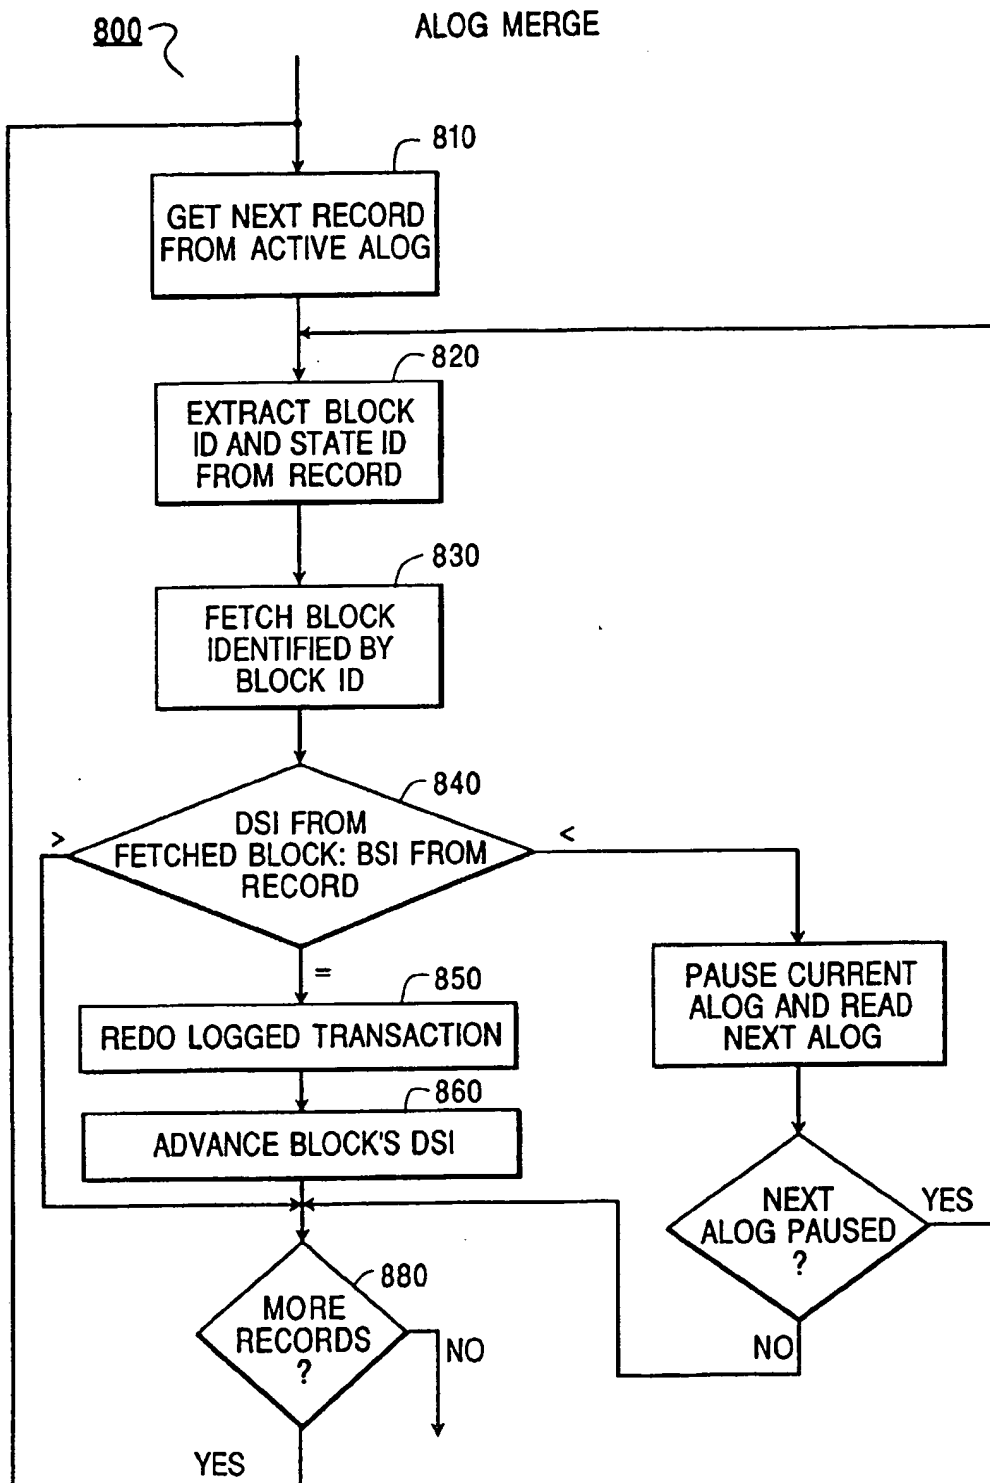 800
ALOG MERGE
810
GET NEXT RECORD
FROM ACTIVE ALOG
820
EXTRACT BLOCK
ID AND STATE ID
FROM RECORD
830
FETCH BLOCK
IDENTIFIED BY
BLOCK ID
840
>
<
DSI FROM
FETCHED BLOCK: BSI FROM
RECORD
=
850
REDO LOGGED TRANSACTION
860
ADVANCE BLOCK'S DSI
PAUSE CURRENT
ALOG AND READ
NEXT ALOG
NEXT
ALOG PAUSED
?
YES
NO
880
MORE
RECORDS
?
NO
YES